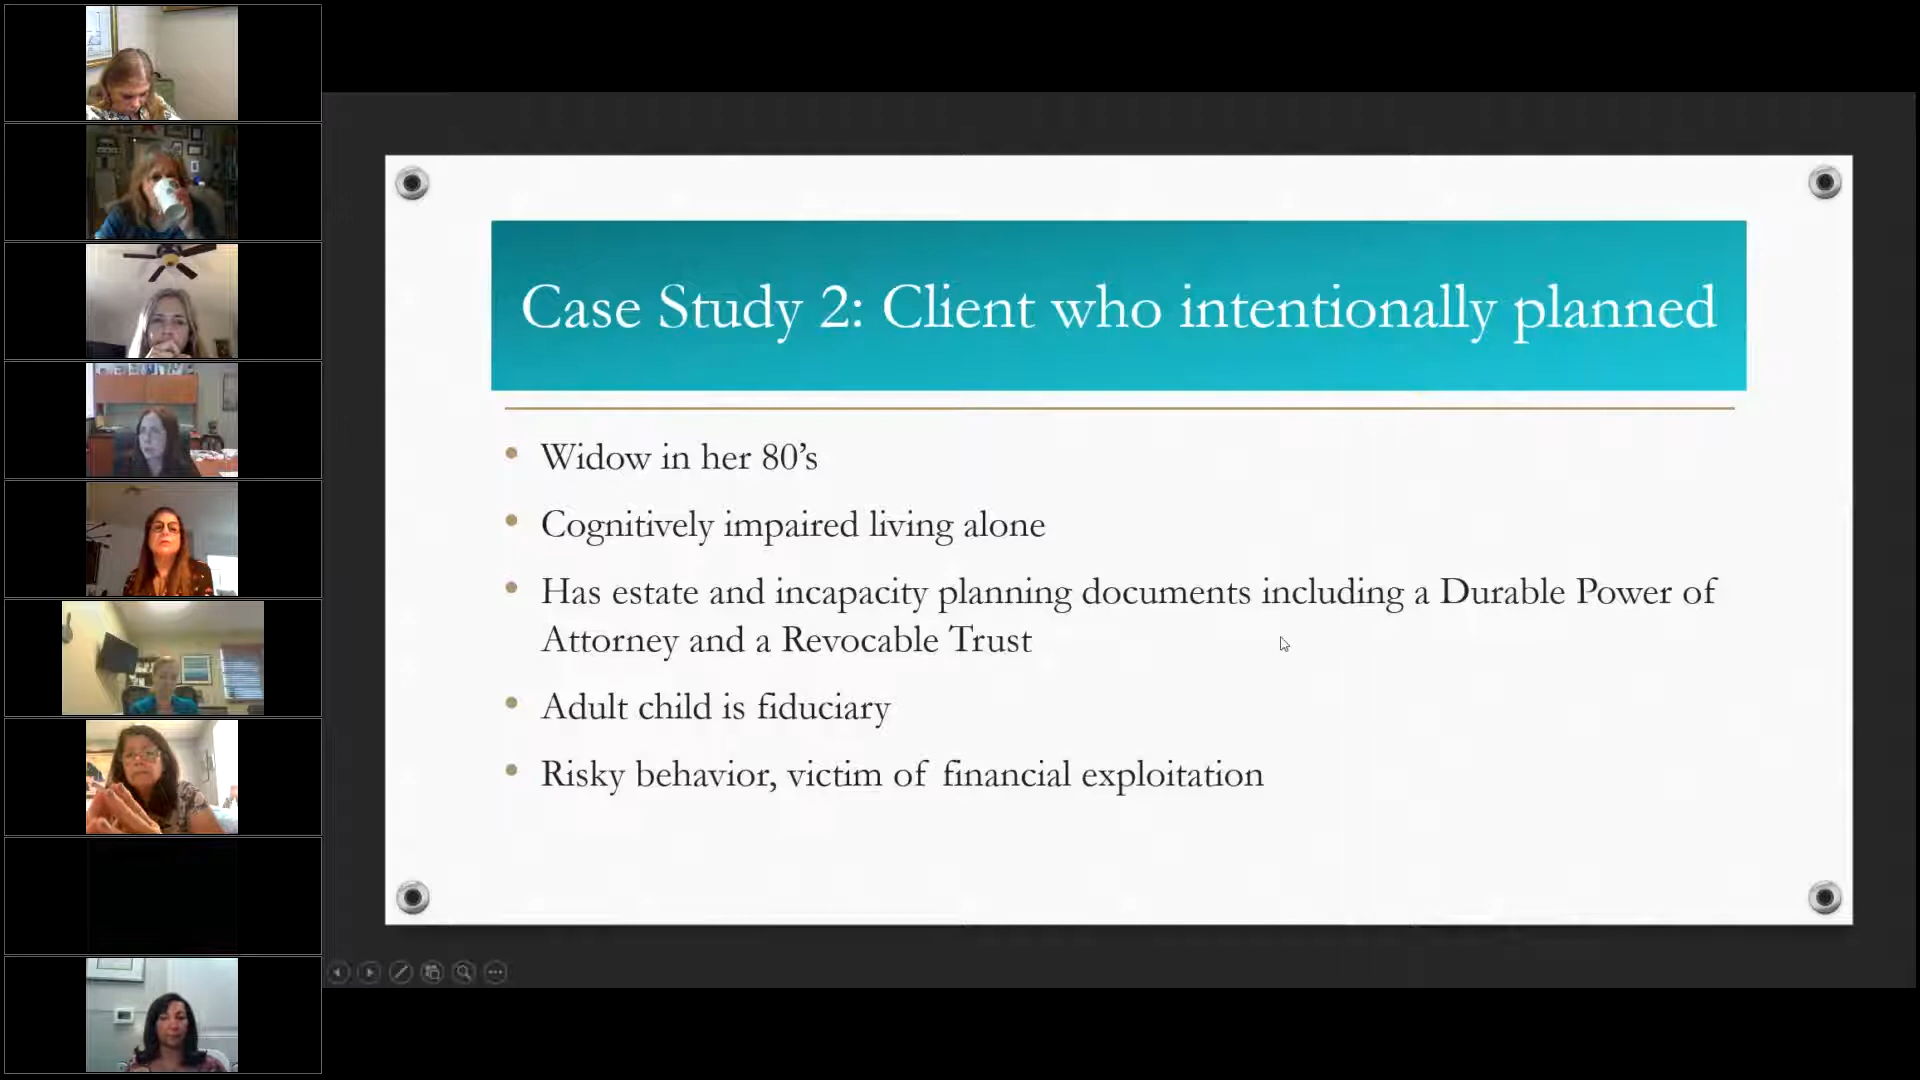 Case Study 2: Client who intentionally planned
• Widow in her 80’s
• Cognitively impaired living alone
• Has estate and incapacity planning documents including a Durable Power of
Attorney and a Revocable Trust
• Adult child is fiduciary
• Risky behavior, victim of financial exploitation